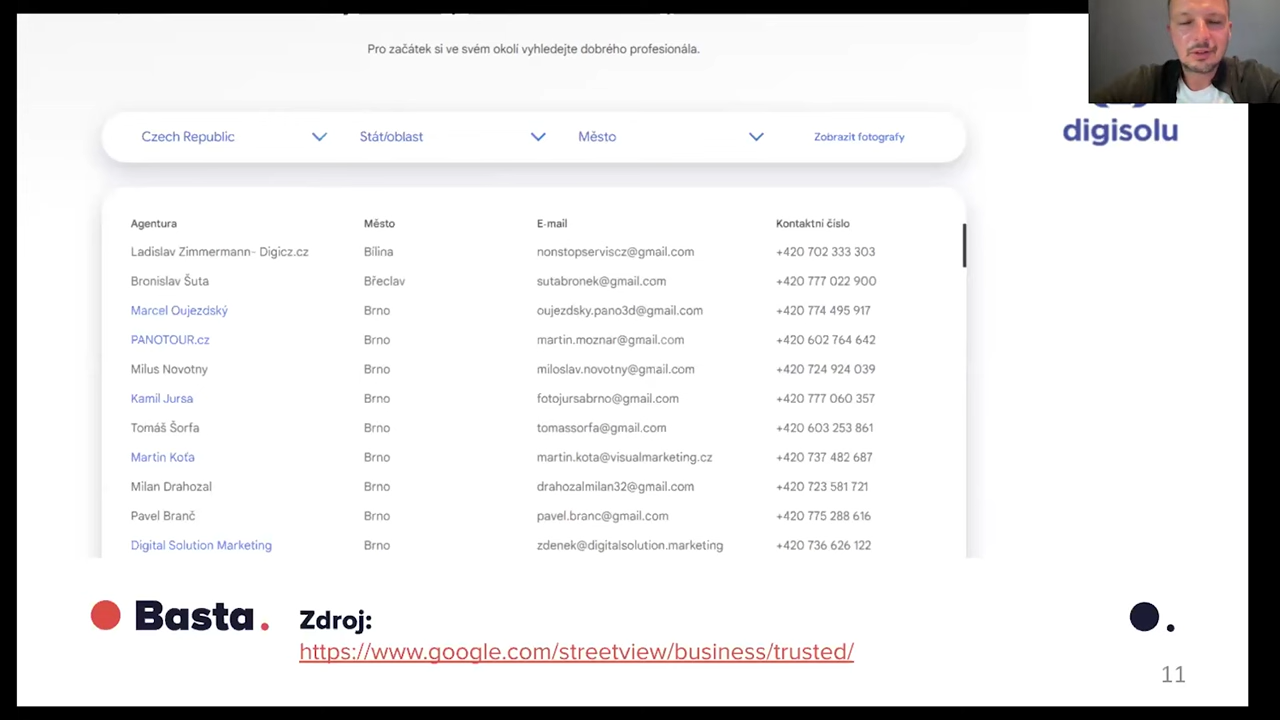 Pro začátek si ve svém okolí vyhledejte dobrého profesionála.
Czech Republic Stát/oblast Město Zobrazit fotografy
digisolu
Agentura Město E-mail Kontaktní číslo
Ladislav Zimmermann- Digicz.cz Bílina nonstopserviscz@gmail.com +420 702 333 303
Bronislav Šuta Břeclav sutabronek@gmail.com +420 777 022 900
Marcel Oujezdský Brno oujezdsky.pano3d@gmail.com +420 774 495 917
PANOTOUR.cz Brno martin.moznar@gmail.com +420 602 764 642
Milus Novotny Brno miloslav.novotny@gmail.com +420 724 924 039
Kamil Jursa Brno fotojursabrno@gmail.com +420 777 060 357
Tomáš Šorfa Brno tomassorfa@gmail.com +420 603 253 861
Martin Koťa Brno martin.kota@visualmarketing.cz +420 737 482 687
Milan Drahozal Brno drahozalmilan32@gmail.com +420 723 581 721
Pavel Branč Brno pavel.branc@gmail.com +420 775 288 616
Digital Solution Marketing Brno zdenek@digitalsolution.marketing +420 736 626 122
Basta. Zdroj:
https://www.google.com/streetview/business/trusted/
11